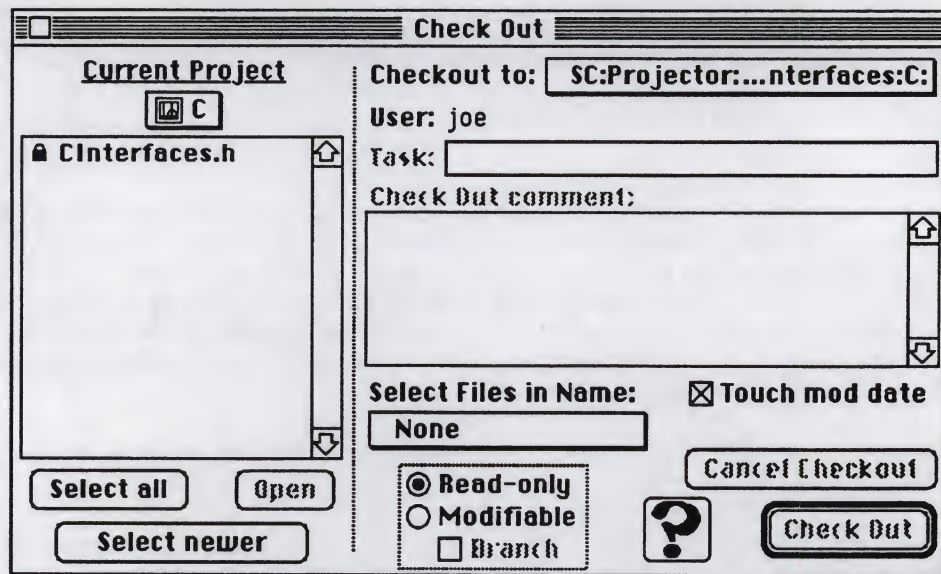 Check Out
Current Project
C
CInterfaces.h
Select all
Open
Select newer
Checkout to: SC:Projector:...nterfaces:C:
User: joe
Task:
Check Out comment:
Select Files in Name:
None
Touch mod date
Read-only
Modifiable
Branch
Cancel Checkout
?
Check Out